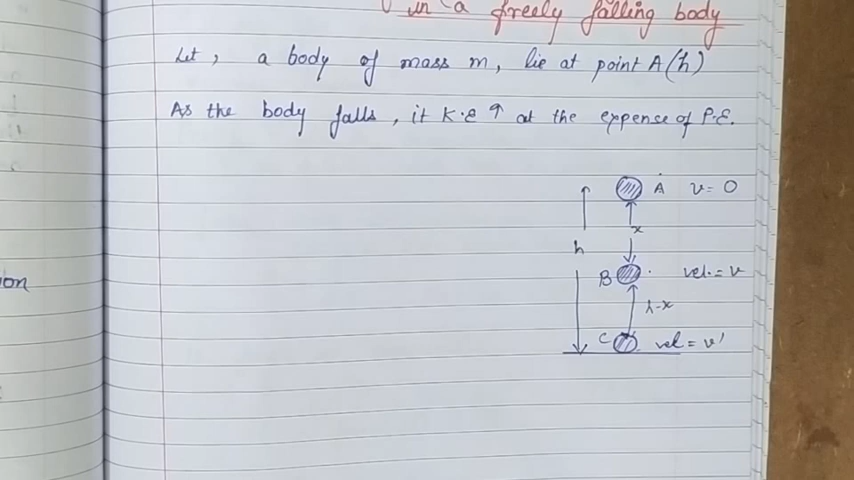 in a freely falling body
Let, a body of mass m, lie at point A(h)
As the body falls, it K.E ↑ at the expense of P.E.
A v = 0
x
h
B vel. = v
h-x
ion
C vel = v'